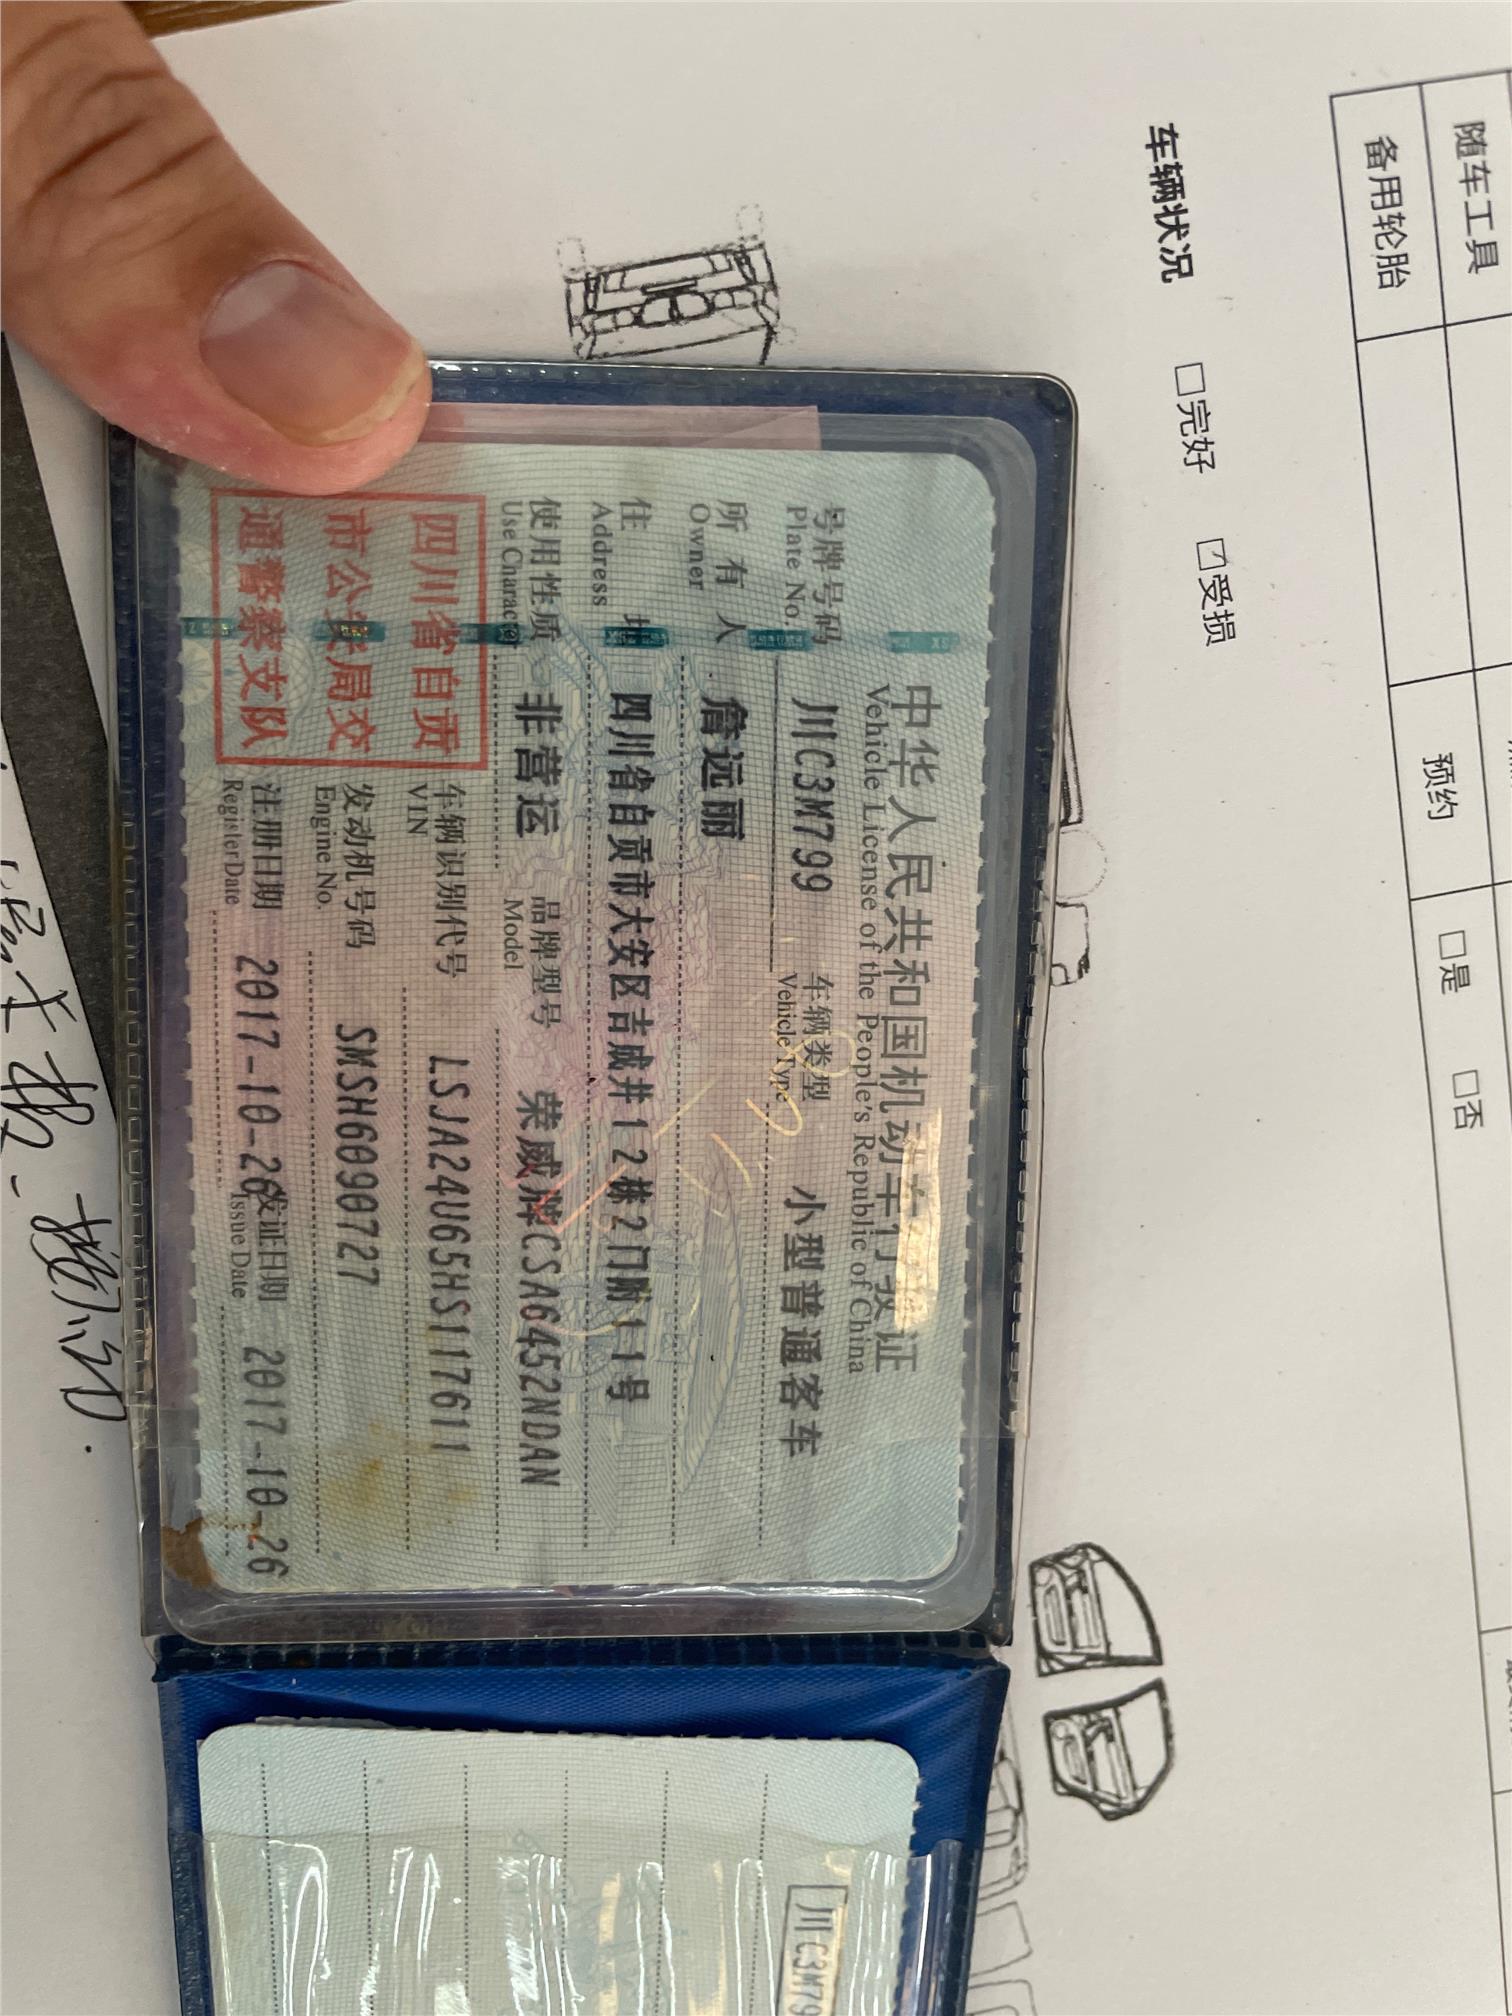 中华人民共和国机动车行驶证
Vehicle License of the People's Republic of China
号牌号码 川C3M799 车辆类型 小型普通客车
Plate No. Vehicle Type
所有人 詹远丽
Owner
住地 四川省自贡市大安区吉成井12栋2门附11号
Address
使用性质 非营运 品牌型号 荣威牌CSA6452NDAN
Use Character Model
四川省自贡
市公安局交
通警察支队
车辆识别代号 LSJA24U65HS117611
VIN
发动机号码 SMSH6090727
Engine No.
注册日期 2017-10-26 发证日期 2017-10-26
Register Date Issue Date
川C3M79
随车工具
备用轮胎
预约 □是 □否
车辆状况 □完好 ☑受损